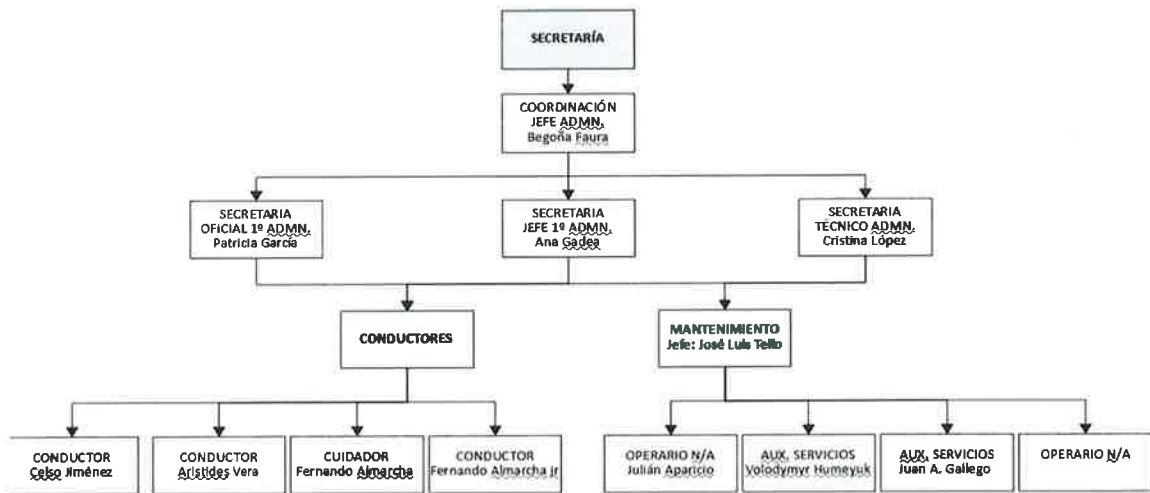 SECRETARÍA
COORDINACIÓN
JEFE ADMN.
Begoña Faura
SECRETARIA
OFICIAL 1º ADMN.
Patricia García
SECRETARIA
JEFE 1º ADMN.
Ana Gadea
SECRETARIA
TÉCNICO ADMN.
Cristina López
CONDUCTORES
MANTENIMIENTO
Jefe: José Luis Tello
CONDUCTOR
Celso Jiménez
CONDUCTOR
Aristides Vera
CUIDADOR
Fernando Almarcha
CONDUCTOR
Fernando Almarcha jr
OPERARIO N/A
Julián Aparicio
AUX. SERVICIOS
Volodymyr Humeyuk
AUX. SERVICIOS
Juan A. Gallego
OPERARIO N/A